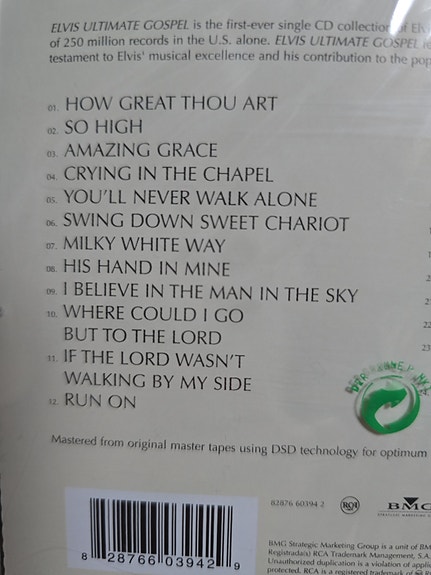 ELVIS ULTIMATE GOSPEL is the first-ever single CD collection of
of 250 million records in the U.S. alone. ELVIS ULTIMATE GOSPEL
testament to Elvis' musical excellence and his contribution to the pop
01. HOW GREAT THOU ART
02. SO HIGH
03. AMAZING GRACE
04. CRYING IN THE CHAPEL
05. YOU'LL NEVER WALK ALONE
06. SWING DOWN SWEET CHARIOT
07. MILKY WHITE WAY
08. HIS HAND IN MINE
09. I BELIEVE IN THE MAN IN THE SKY
10. WHERE COULD I GO
BUT TO THE LORD
11. IF THE LORD WASN'T
WALKING BY MY SIDE
12. RUN ON
22
23
Mastered from original master tapes using DSD technology for optimum
82876 60394 2
RCA
BMG
8 28766 03942 9
BMG Strategic Marketing Group is a unit of BM
Registrada(s) RCA Trademark Management, S.A.
Unauthorized duplication is a violation of applic
protected. RCA is a registered trademark of